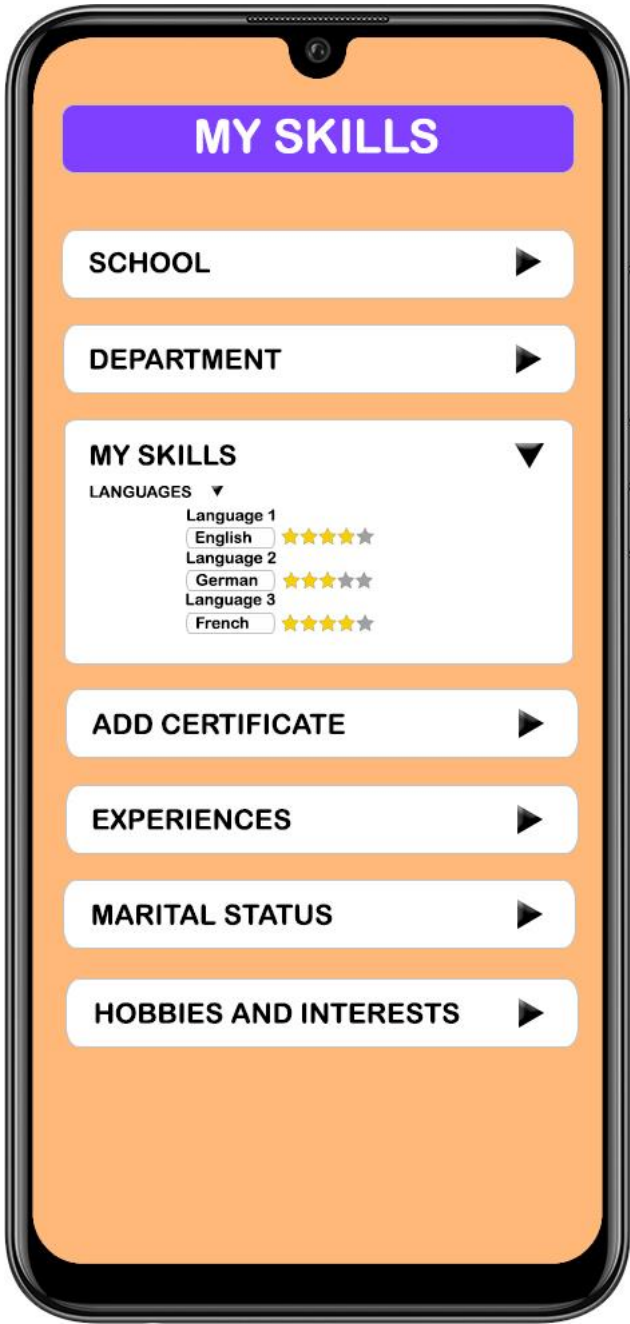 MY SKILLS
SCHOOL
DEPARTMENT
MY SKILLS
LANGUAGES
Language 1
English
Language 2
German
Language 3
French
ADD CERTIFICATE
EXPERIENCES
MARITAL STATUS
HOBBIES AND INTERESTS